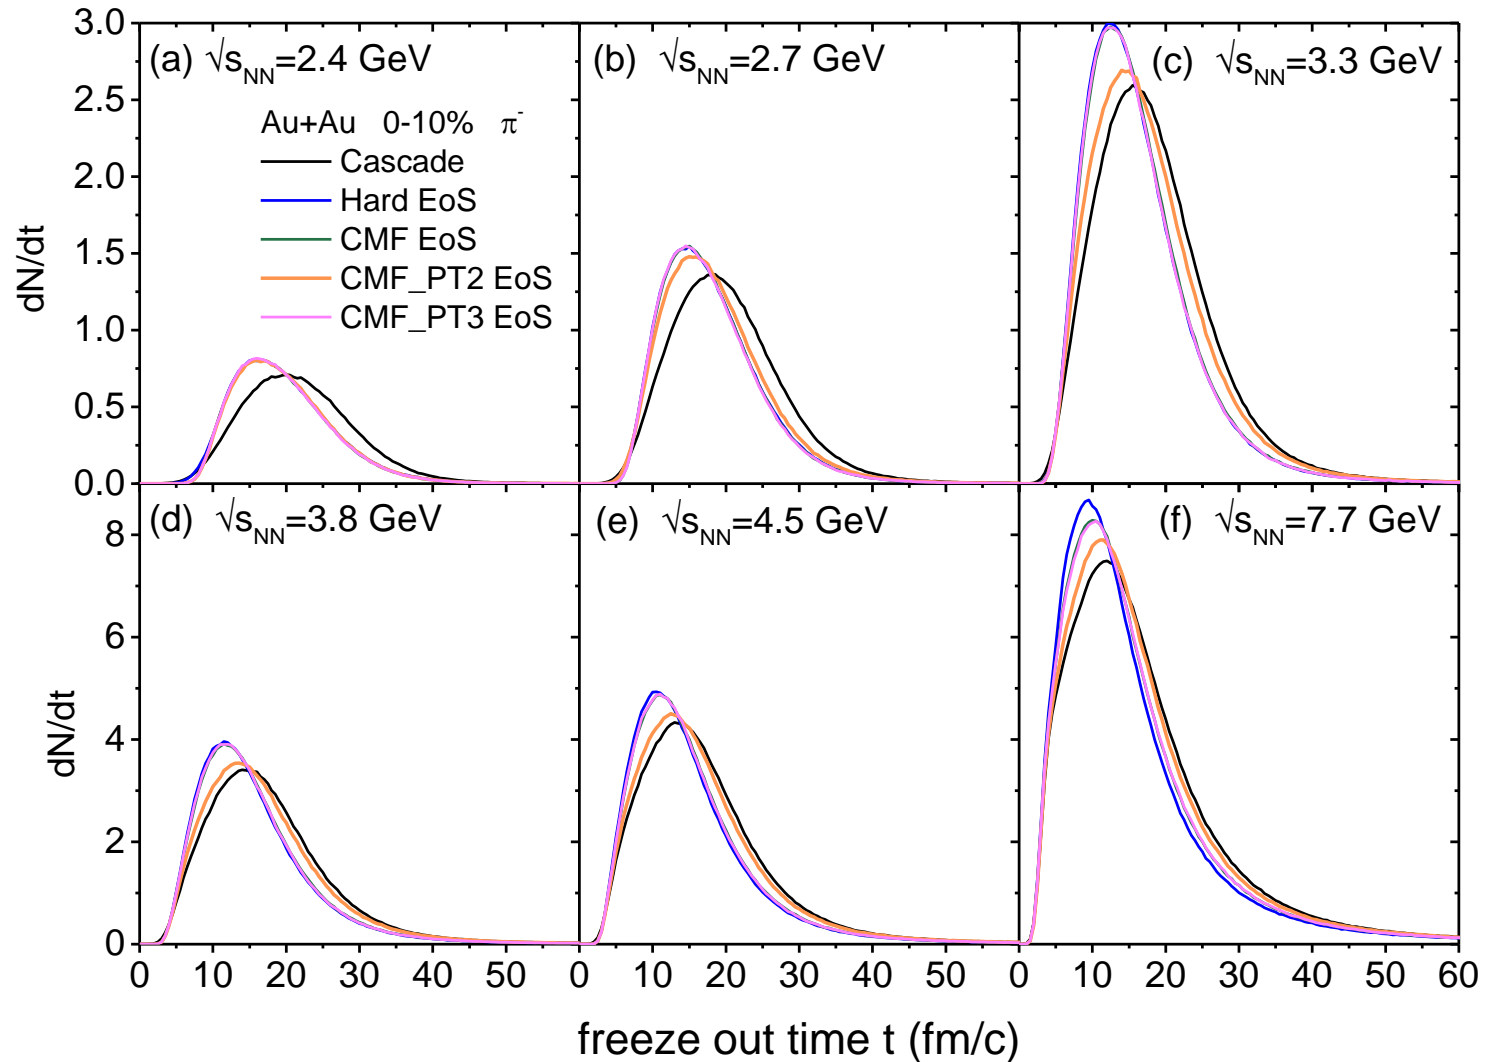 (a) √sNN=2.4 GeV
(b) √sNN=2.7 GeV
(c) √sNN=3.3 GeV
Au+Au 0-10% π-
Cascade
Hard EoS
CMF EoS
CMF_PT2 EoS
CMF_PT3 EoS
3.0
2.5
2.0
1.5
1.0
0.5
0.0
dN/dt
(d) √sNN=3.8 GeV
(e) √sNN=4.5 GeV
(f) √sNN=7.7 GeV
8
6
4
2
0
dN/dt
0 10 20 30 40 50 0 10 20 30 40 50 0 10 20 30 40 50 60
freeze out time t (fm/c)